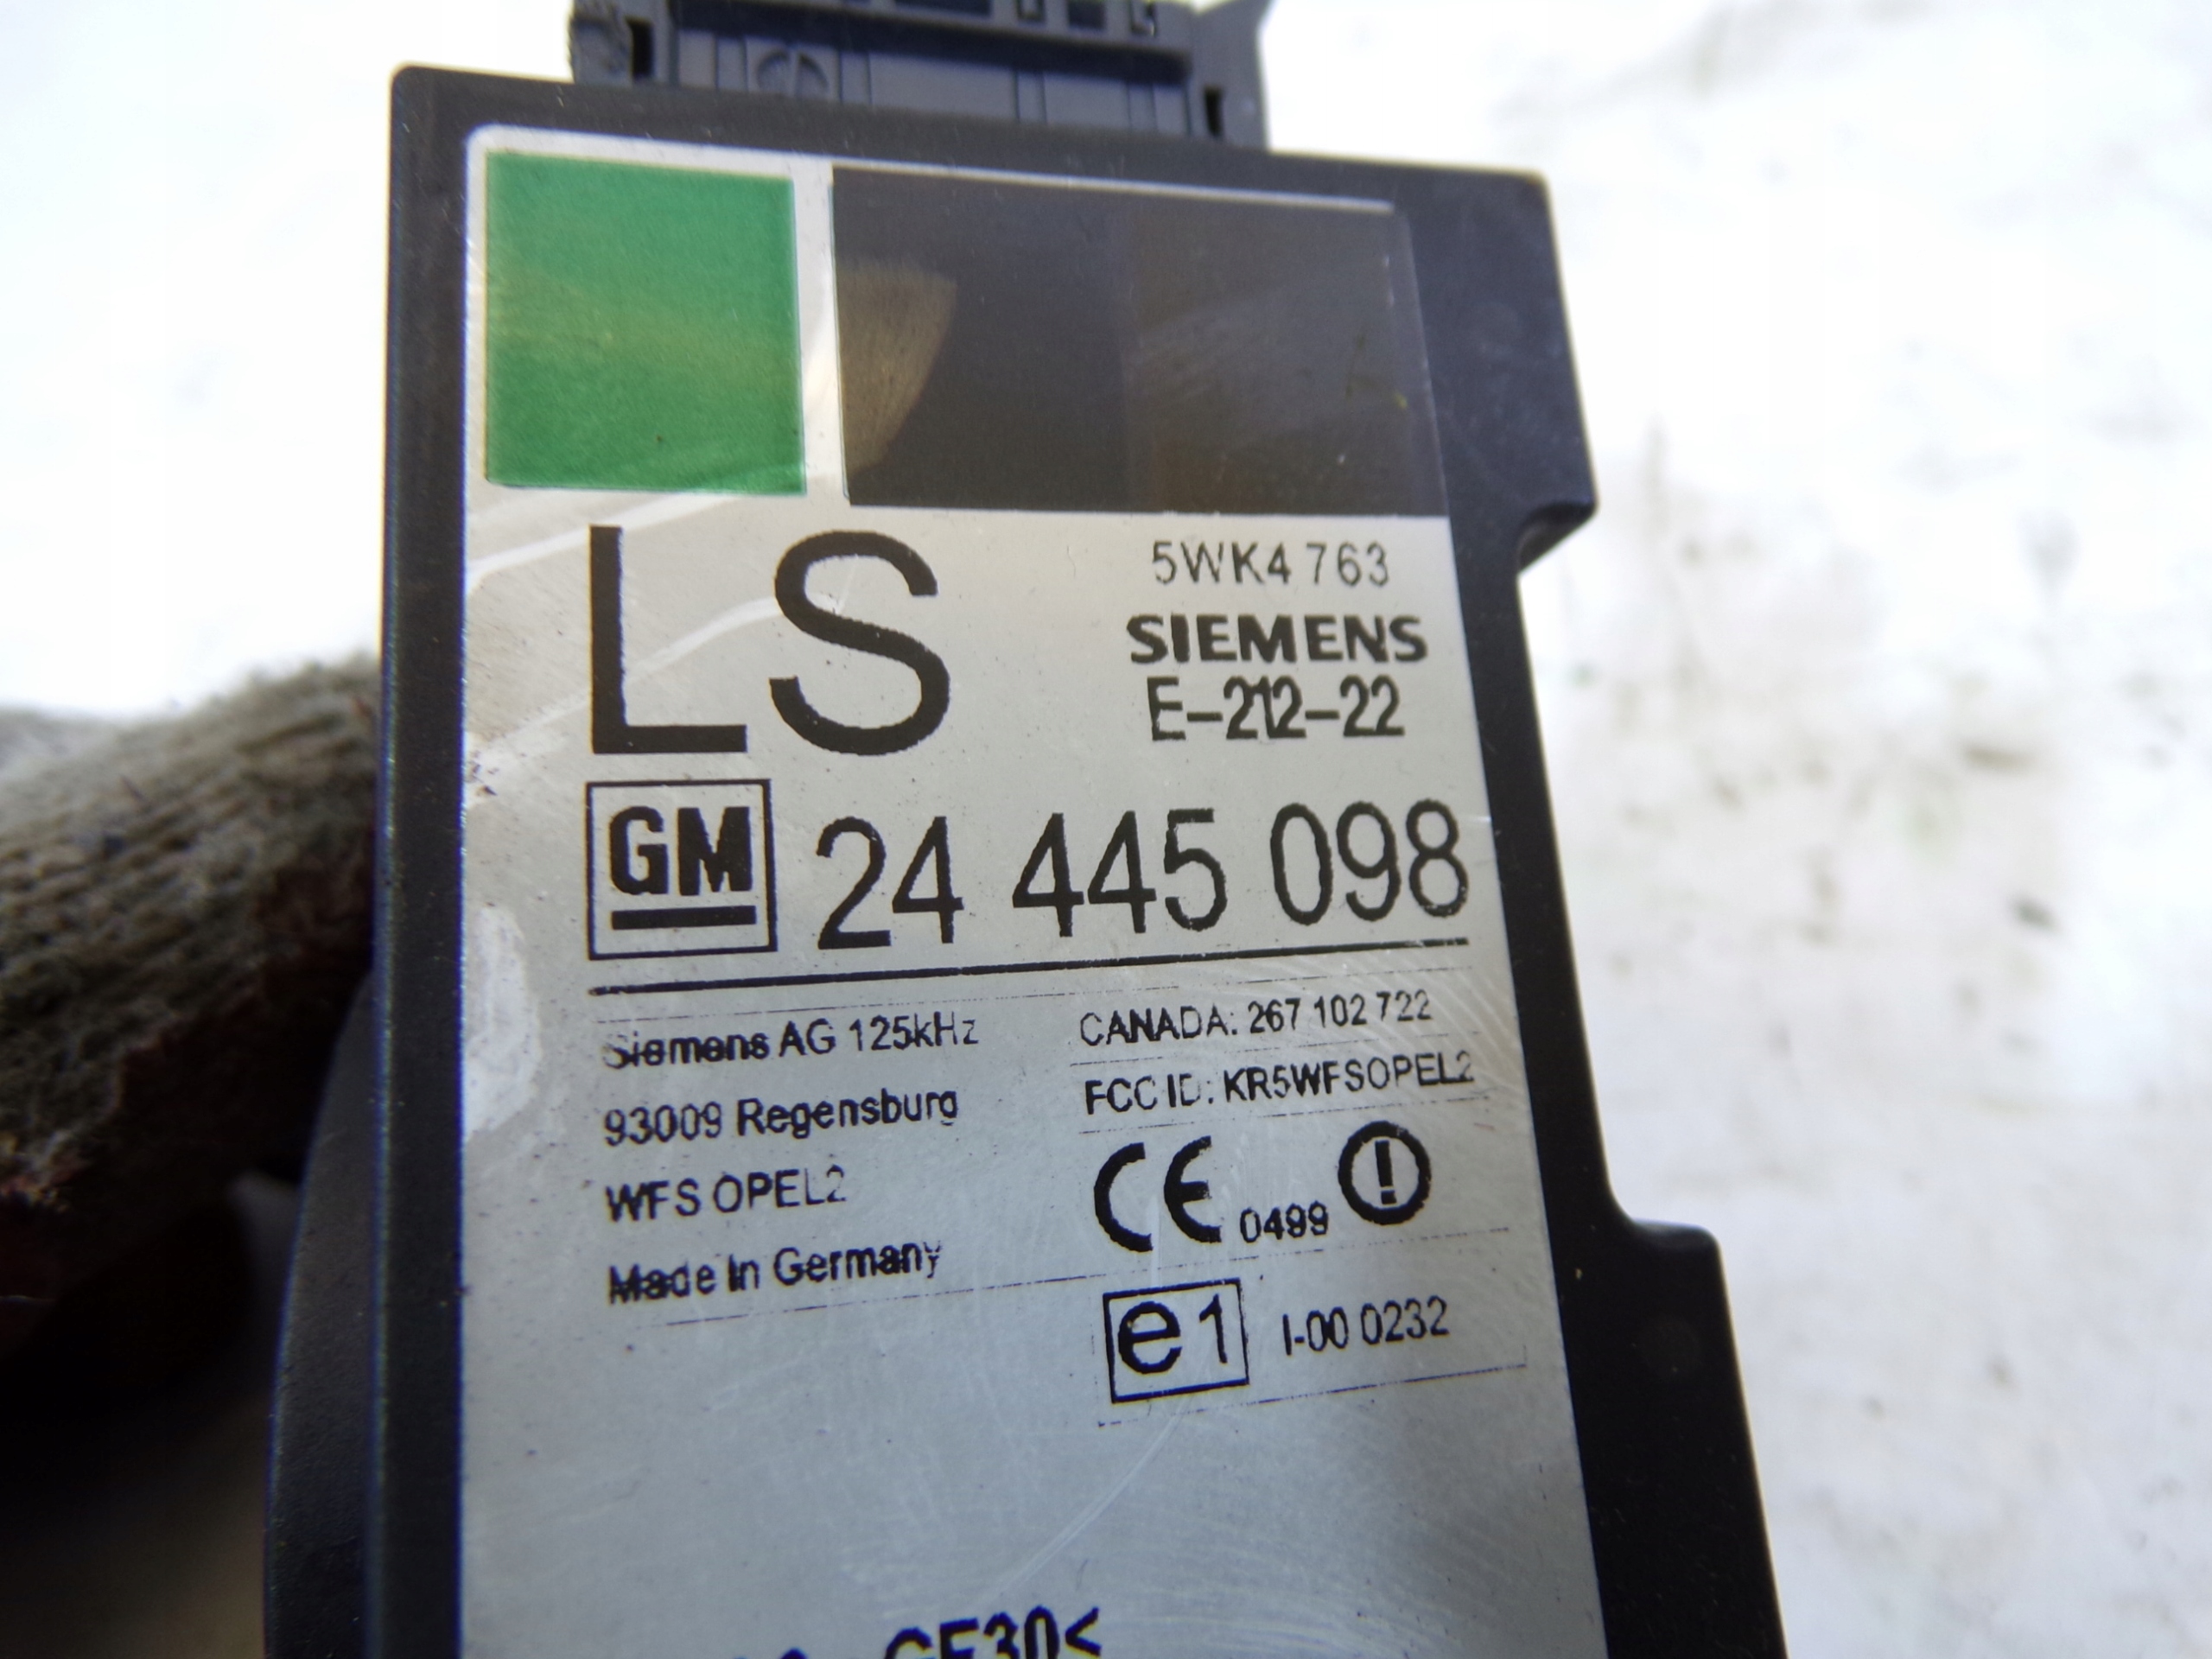 LS
5WK4 763
SIEMENS
E-212-22
GM 24 445 098
Siemens AG 125kHz
93009 Regensburg
WFS OPEL2
Made In Germany
CANADA: 267 102 722
FCC ID: KR5WFSOPEL2
CE 0499
e1 I-00 0232
GF30<